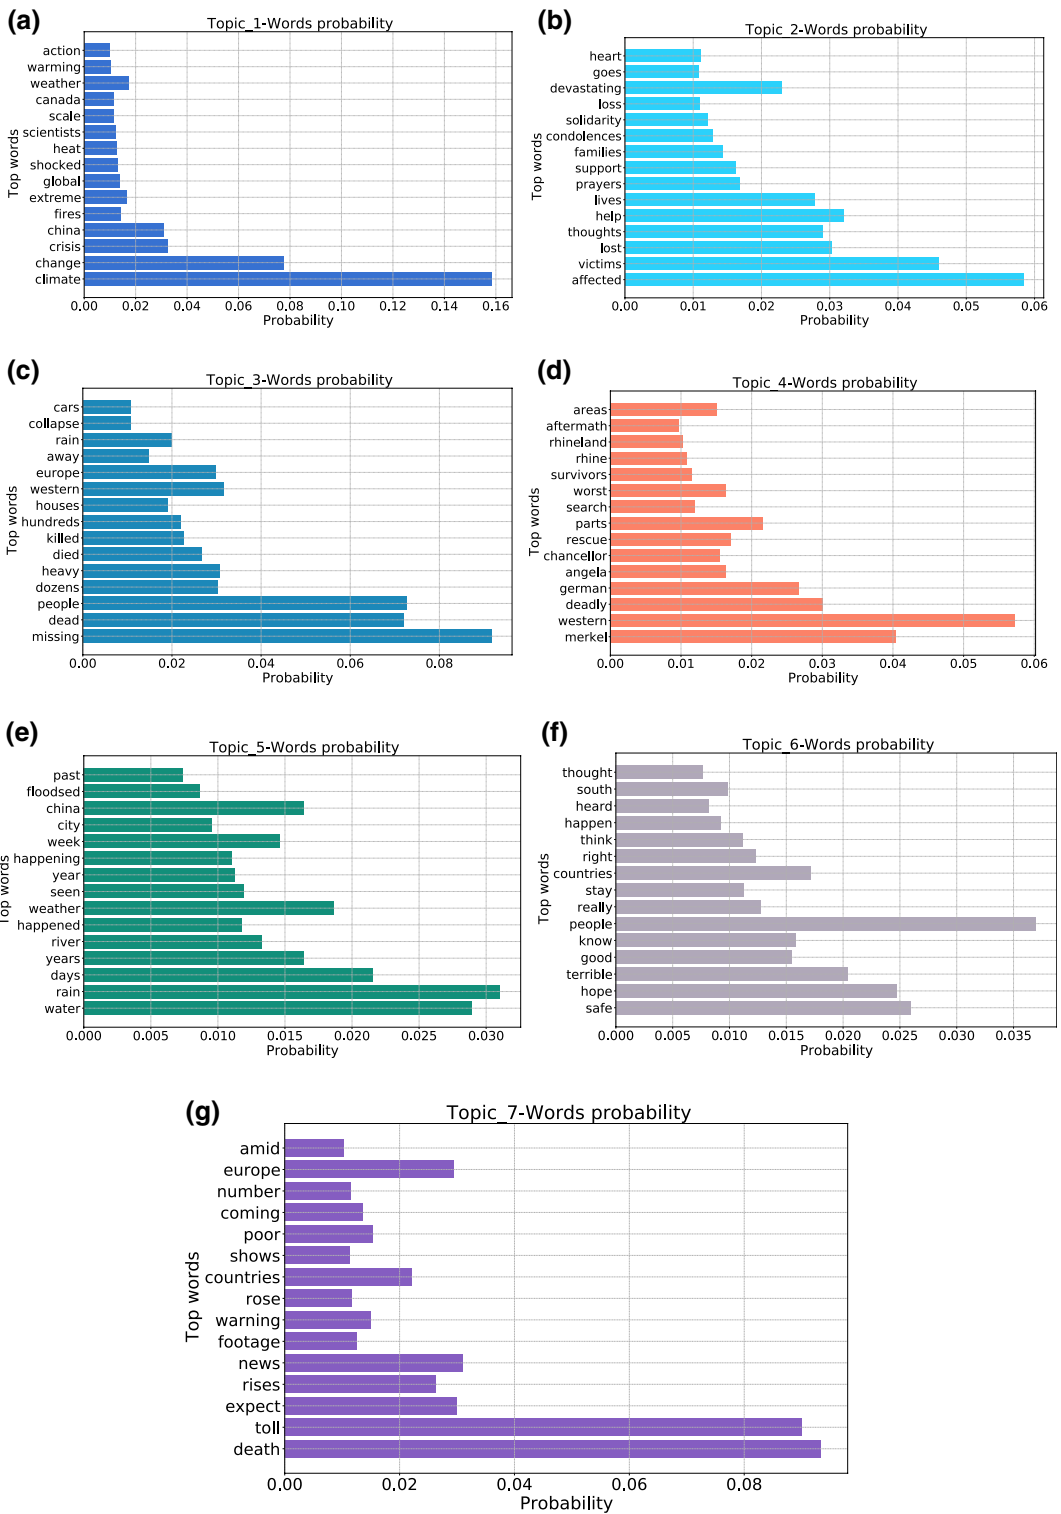 (a)
Topic_1-Words probability
Top words
action
warming
weather
canada
scale
scientists
heat
shocked
global
extreme
fires
china
crisis
change
climate
0.00 0.02 0.04 0.06 0.08 0.10 0.12 0.14 0.16
Probability
(b)
Topic_2-Words probability
Top words
heart
goes
devastating
loss
solidarity
condolences
families
support
prayers
lives
help
thoughts
lost
victims
affected
0.00 0.01 0.02 0.03 0.04 0.05 0.06
Probability
(c)
Topic_3-Words probability
Top words
cars
collapse
rain
away
europe
western
houses
hundreds
killed
died
heavy
dozens
people
dead
missing
0.00 0.02 0.04 0.06 0.08
Probability
(d)
Topic_4-Words probability
Top words
areas
aftermath
rhineland
rhine
survivors
worst
search
parts
rescue
chancellor
angela
german
deadly
western
merkel
0.00 0.01 0.02 0.03 0.04 0.05 0.06
Probability
(e)
Topic_5-Words probability
Top words
past
floodsed
china
city
week
happening
year
seen
weather
happened
river
years
days
rain
water
0.000 0.005 0.010 0.015 0.020 0.025 0.030
Probability
(f)
Topic_6-Words probability
Top words
thought
south
heard
happen
think
right
countries
stay
really
people
know
good
terrible
hope
safe
0.000 0.005 0.010 0.015 0.020 0.025 0.030 0.035
Probability
(g)
Topic_7-Words probability
Top words
amid
europe
number
coming
poor
shows
countries
rose
warning
footage
news
rises
expect
toll
death
0.00 0.02 0.04 0.06 0.08
Probability